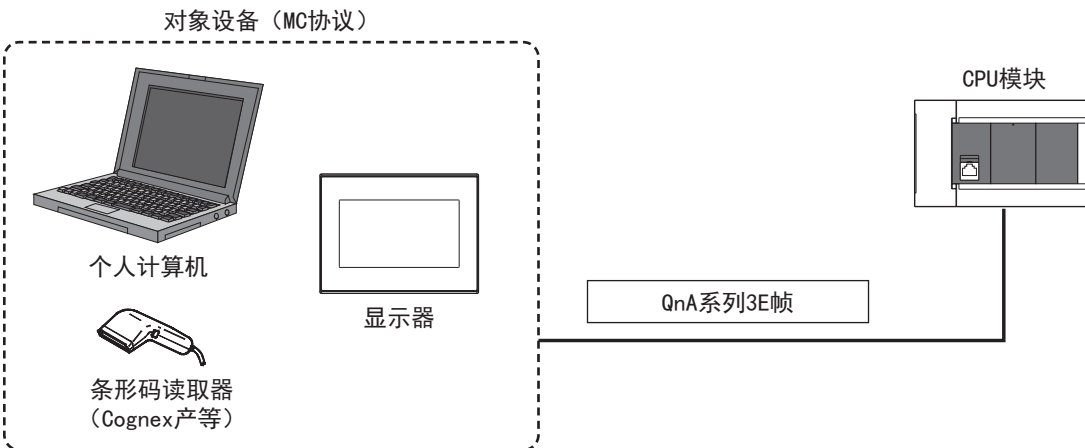 对象设备（MC协议）
CPU模块
个人计算机
显示器
QnA系列3E帧
条形码读取器
（Cognex产等）